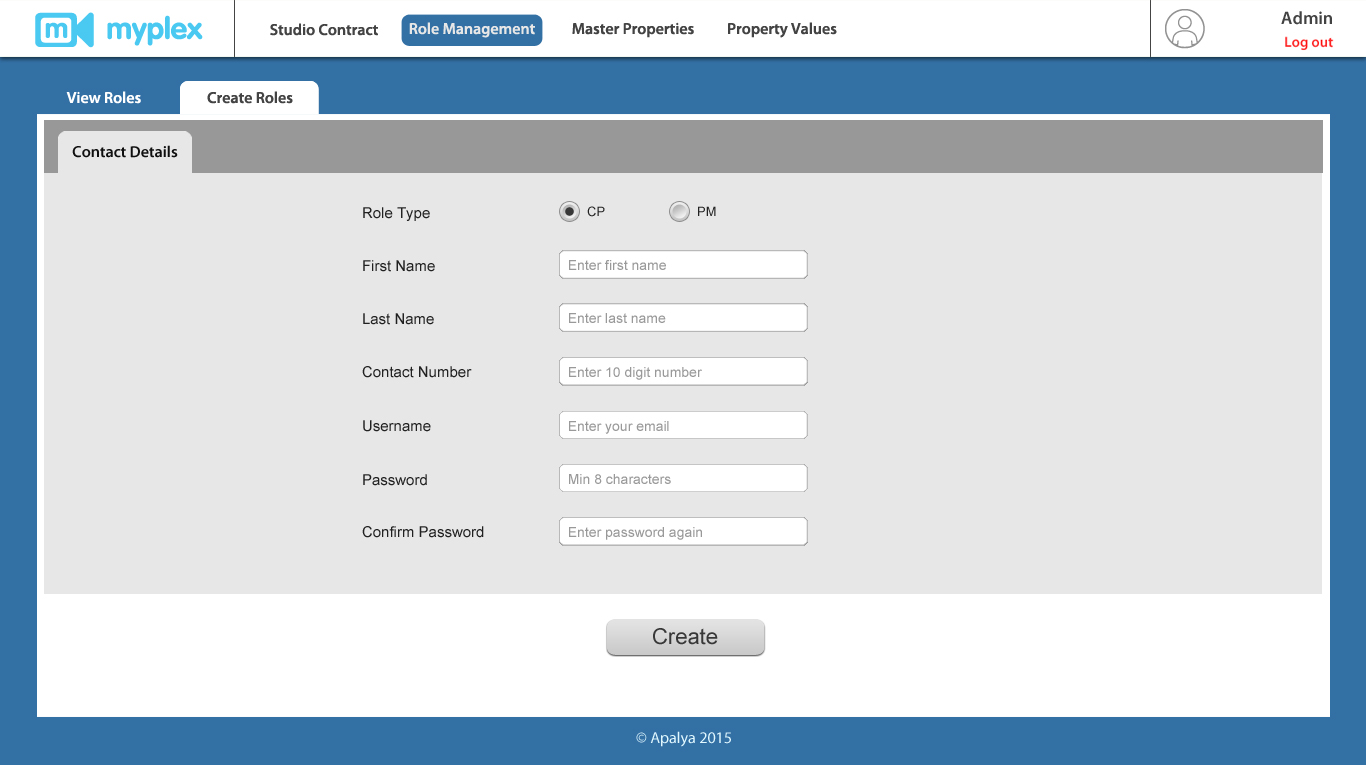 m myplex
Studio Contract Role Management Master Properties Property Values
Admin
Log out
View Roles Create Roles
Contact Details
Role Type CP PM
First Name Enter first name
Last Name Enter last name
Contact Number Enter 10 digit number
Username Enter your email
Password Min 8 characters
Confirm Password Enter password again
Create
© Apalya 2015